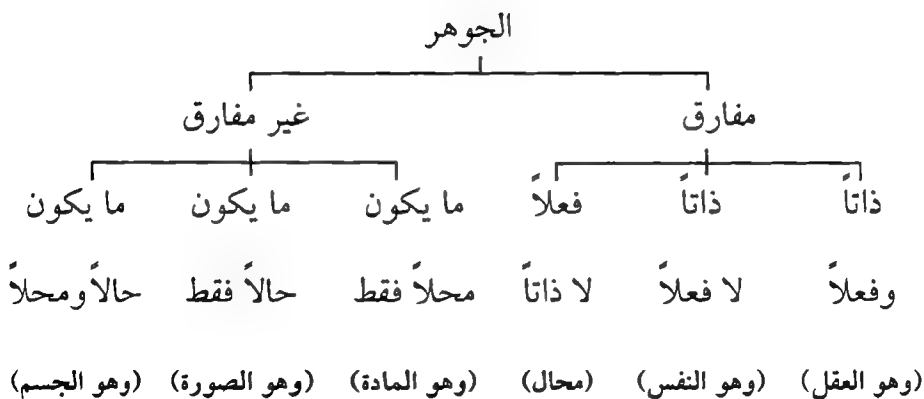 الجوهر
مفارق غير مفارق
ذاتاً ذاتاً فعلاً ما يكون ما يكون ما يكون
وفعلاً لا فعلاً لا ذاتاً محلاً فقط حالاً فقط حالاً ومحلاً
(وهو العقل) (وهو النفس) (محال) (وهو المادة) (وهو الصورة) (وهو الجسم)